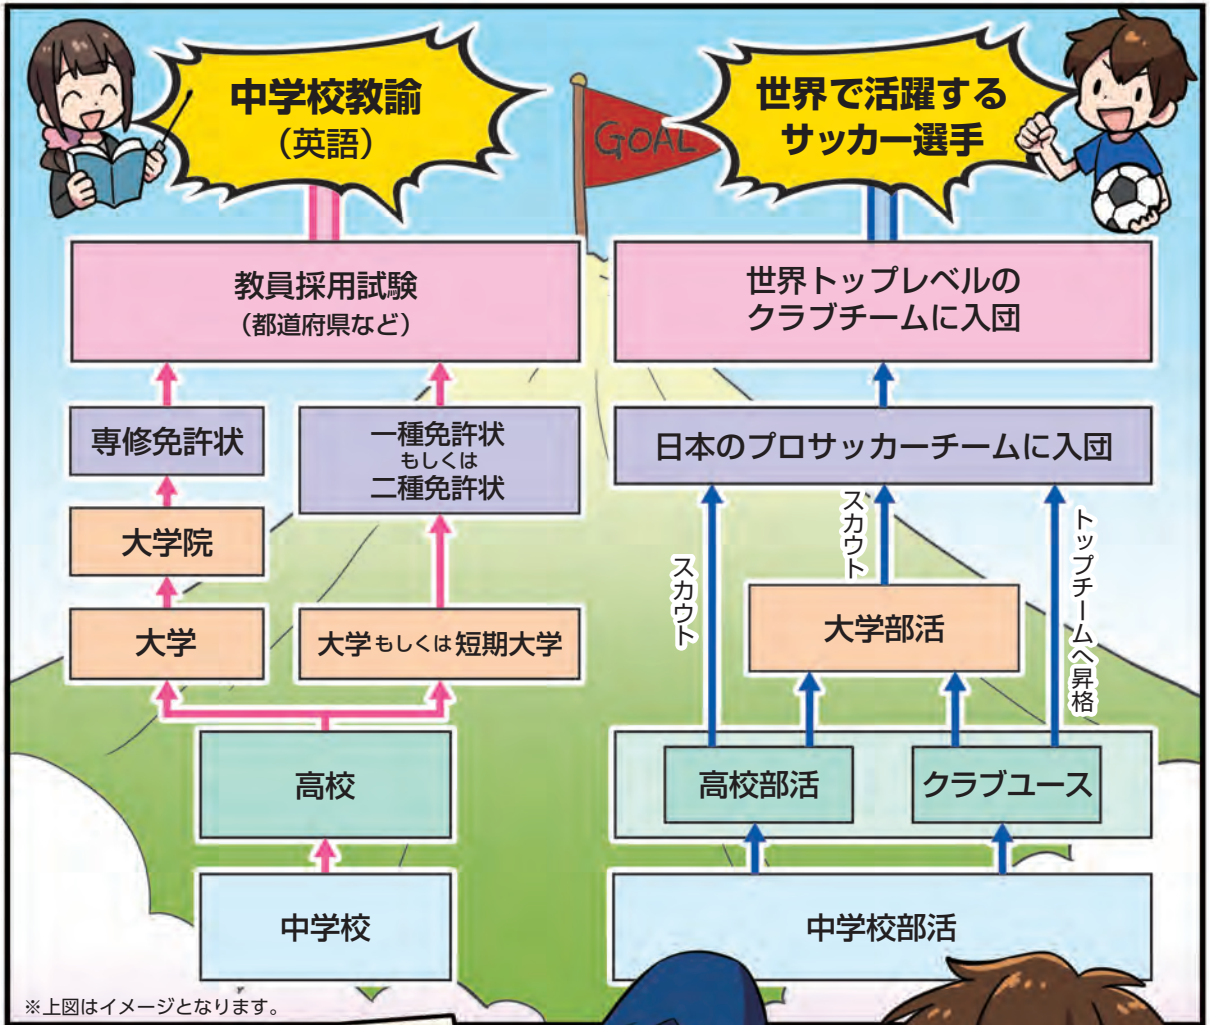 中学校教諭
（英語）
GOAL
世界で活躍する
サッカー選手
教員採用試験
（都道府県など）
専修免許状
一種免許状
もしくは
二種免許状
大学院
大学
大学もしくは短期大学
高校
中学校
世界トップレベルの
クラブチームに入団
日本のプロサッカーチームに入団
スカウト
スカウト
トップチームへ昇格
大学部活
高校部活
クラブユース
中学校部活
※上図はイメージとなります。